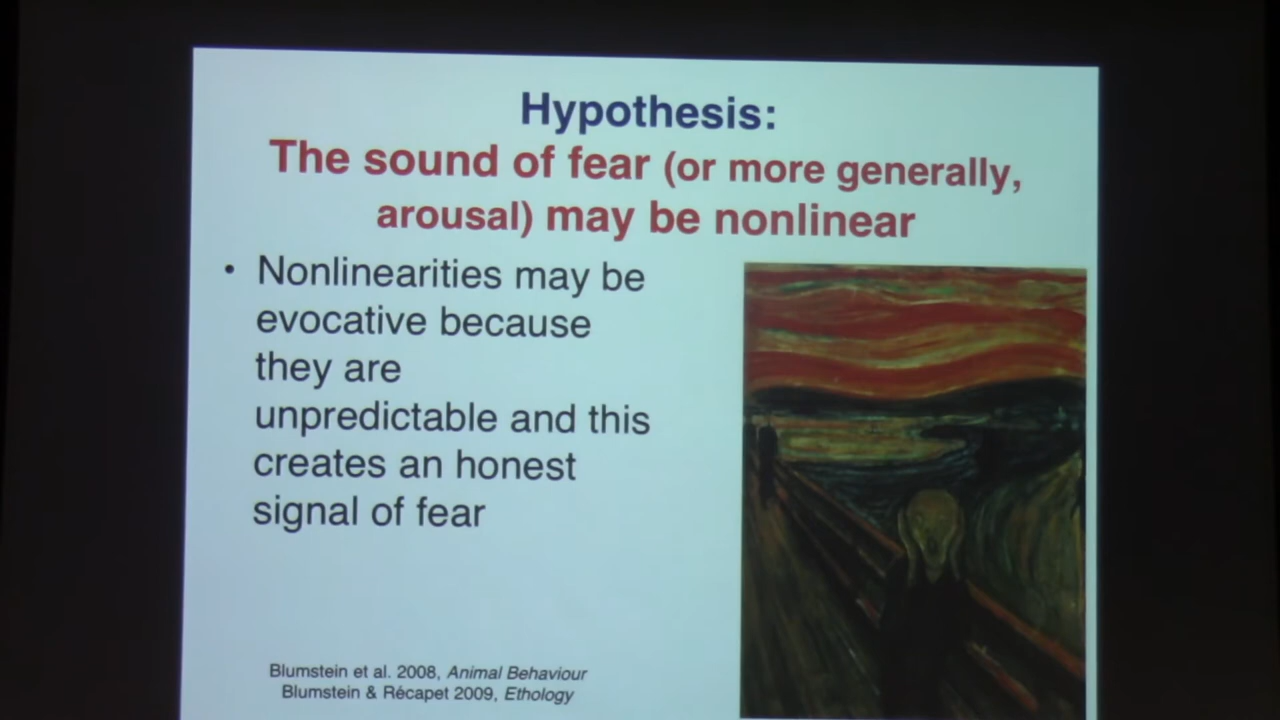 Hypothesis:
The sound of fear (or more generally,
arousal) may be nonlinear
• Nonlinearities may be
evocative because
they are
unpredictable and this
creates an honest
signal of fear
Blumstein et al. 2008, Animal Behaviour
Blumstein & Récapet 2009, Ethology